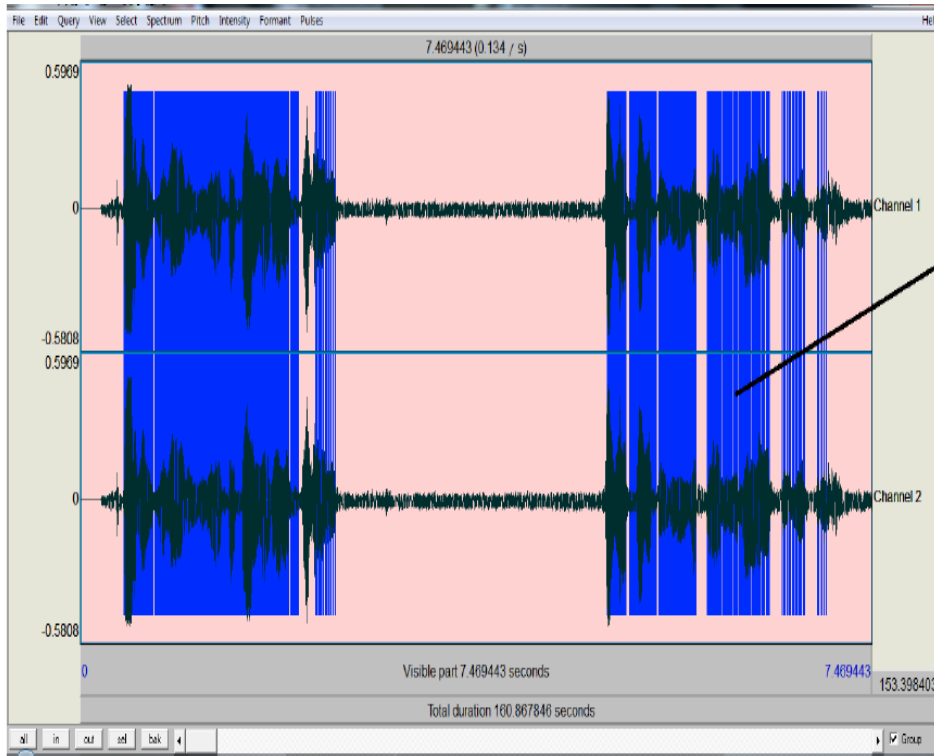 File Edit Query View Select Spectrum Pitch Intensity Formant Pulses
7.469443 (0.134 / s)
0.5969
0
Channel 1
-0.5808
0.5969
0
Channel 2
-0.5808
0 Visible part 7.469443 seconds 7.469443
153.398403
Total duration 160.867846 seconds
all in out sel bak Group